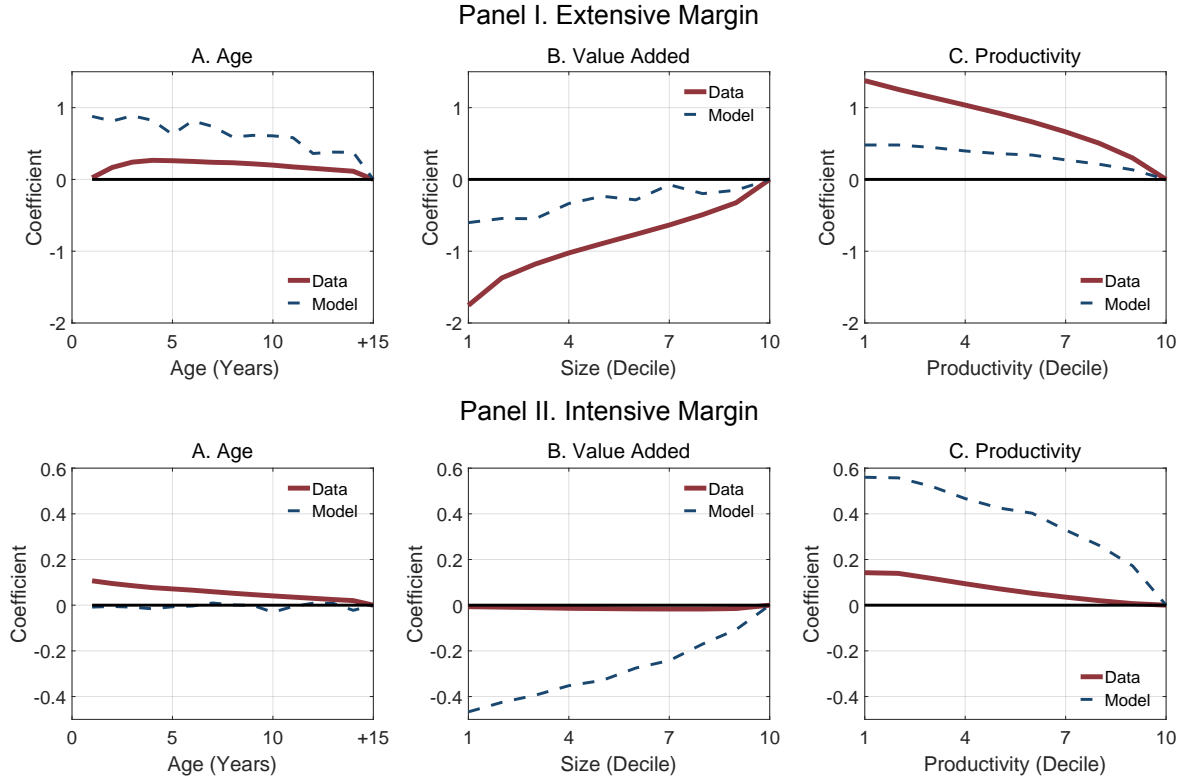 Panel I. Extensive Margin
A. Age
B. Value Added
C. Productivity
1
0
-1
-2
Coefficient
Data
Model
0
5
10
+15
Age (Years)
1
0
-1
-2
Coefficient
Data
Model
1
4
7
10
Size (Decile)
1
0
-1
-2
Coefficient
Data
Model
1
4
7
10
Productivity (Decile)
Panel II. Intensive Margin
A. Age
B. Value Added
C. Productivity
0.6
0.4
0.2
0
-0.2
-0.4
Coefficient
Data
Model
0
5
10
+15
Age (Years)
0.6
0.4
0.2
0
-0.2
-0.4
Coefficient
Data
Model
1
4
7
10
Size (Decile)
0.6
0.4
0.2
0
-0.2
-0.4
Coefficient
Data
Model
1
4
7
10
Productivity (Decile)